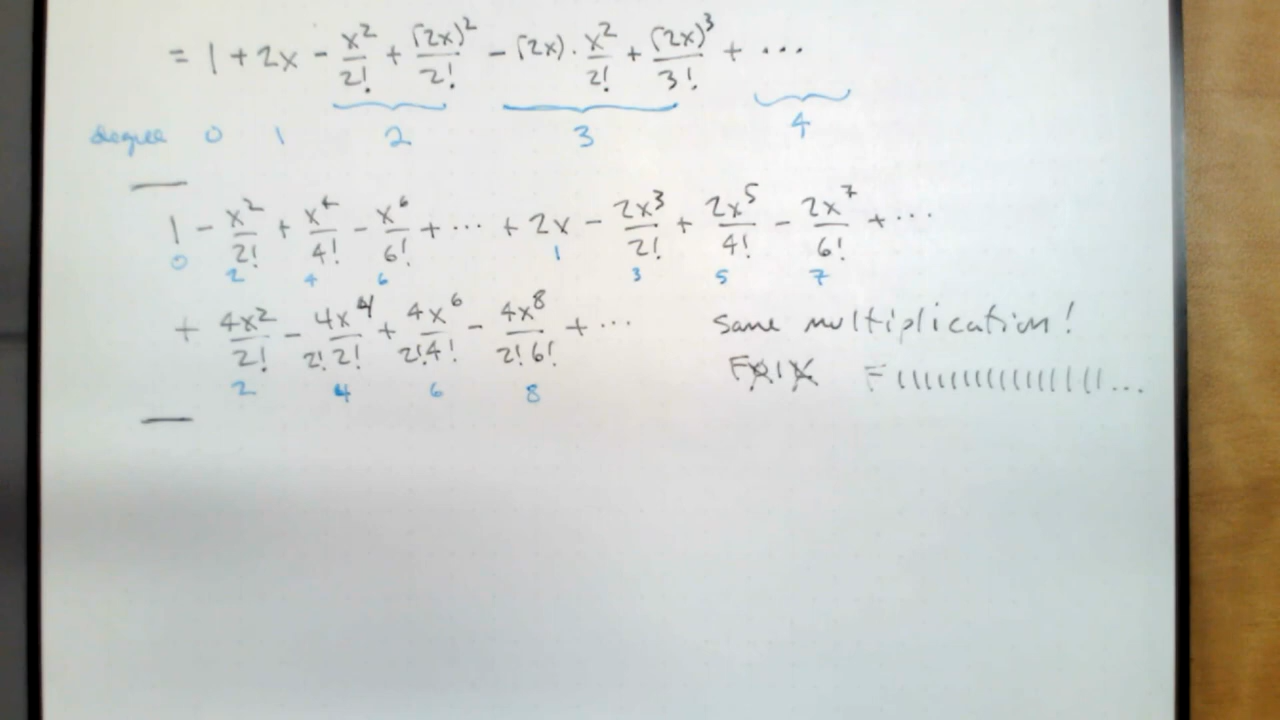 = 1 + 2x - x²/2! + (2x)²/2! - (2x) · x²/2! + (2x)³/3! + ···
degree 0 1 2 3 4
1 - x²/2! + x⁴/4! - x⁶/6! + ··· + 2x - 2x³/2! + 2x⁵/4! - 2x⁷/6! + ···
0 2 4 6 1 3 5 7
+ 4x²/2! - 4x⁴/2!2! + 4x⁶/2!4! - 4x⁸/2!6! + ··· same multiplication!
2 4 6 8